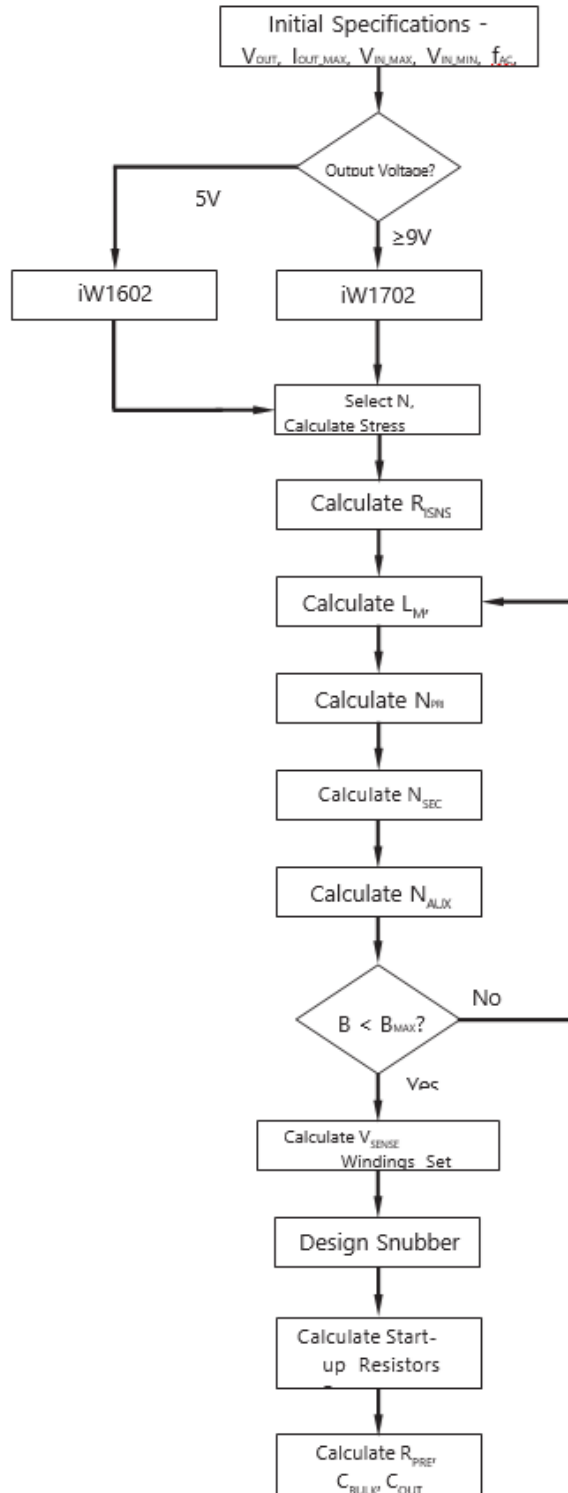 Initial Specifications -
VOUT, IOUT_MAX, VIN_MAX, VIN_MIN, fAC,
Output Voltage?
5V
≥9V
iW1602
iW1702
Select N,
Calculate Stress
Calculate RISNS
Calculate LM,
Calculate NPRI
Calculate NSEC
Calculate NAUX
B < BMAX?
No
Yes
Calculate VSENSE
Windings Set
Design Snubber
Calculate Start-
up Resistors
Calculate RPRE,
CBULK, COUT